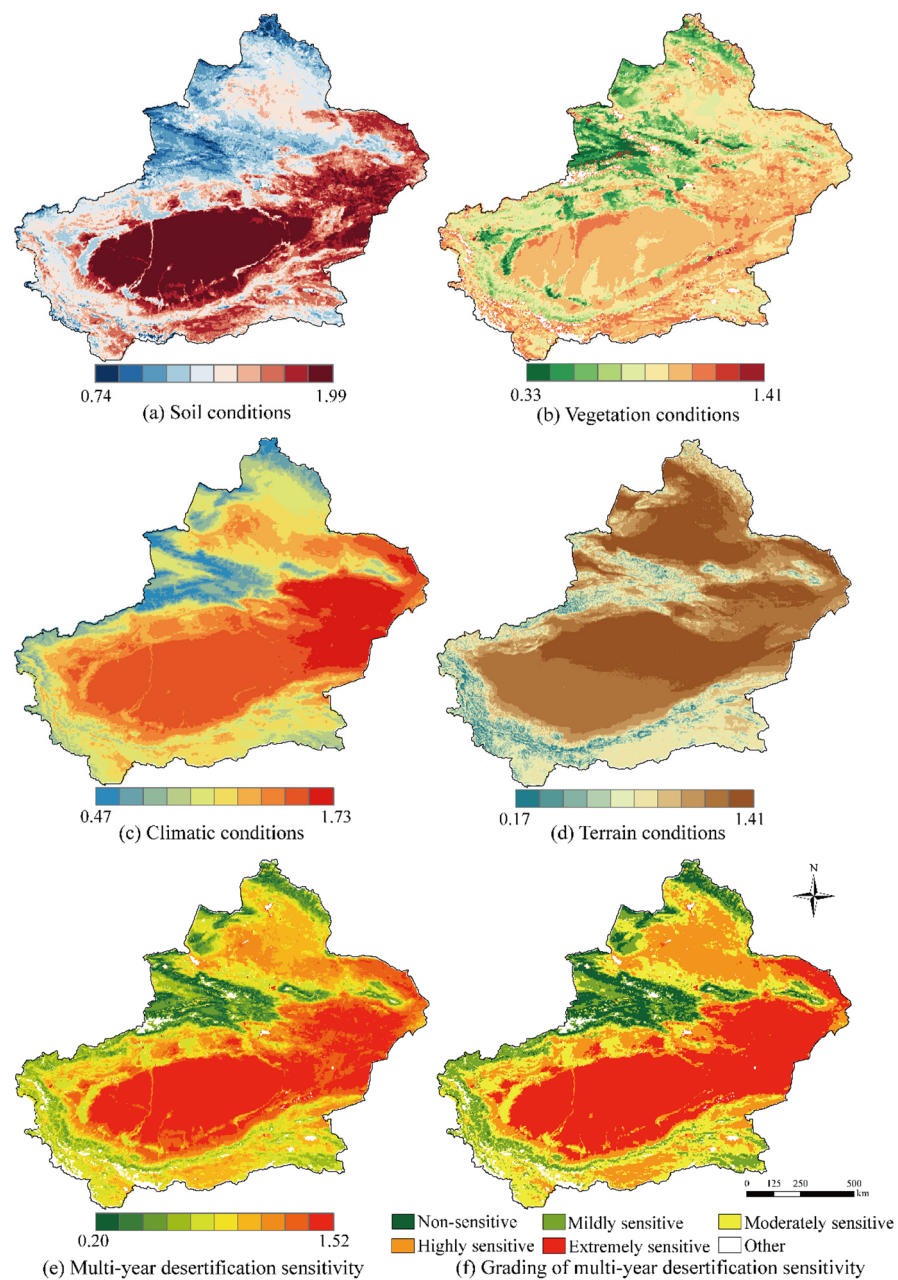 0.74 1.99
(a) Soil conditions
0.33 1.41
(b) Vegetation conditions
0.47 1.73
(c) Climatic conditions
0.17 1.41
(d) Terrain conditions
N
0 125 250 500
km
0.20 1.52
(e) Multi-year desertification sensitivity
Non-sensitive Mildly sensitive Moderately sensitive
Highly sensitive Extremely sensitive Other
(f) Grading of multi-year desertification sensitivity